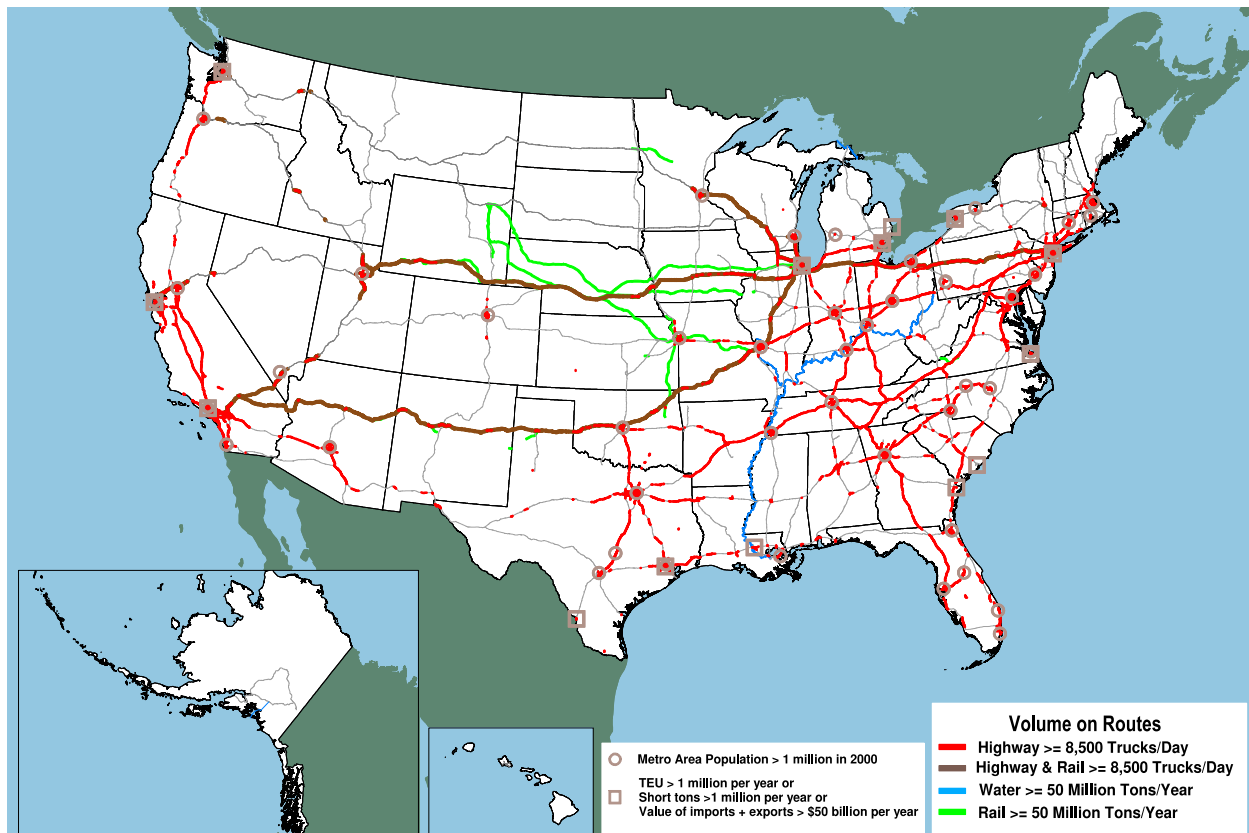 Metro Area Population > 1 million in 2000
TEU > 1 million per year or
Short tons >1 million per year or
Value of imports + exports > $50 billion per year
Volume on Routes
Highway >= 8,500 Trucks/Day
Highway & Rail >= 8,500 Trucks/Day
Water >= 50 Million Tons/Year
Rail >= 50 Million Tons/Year